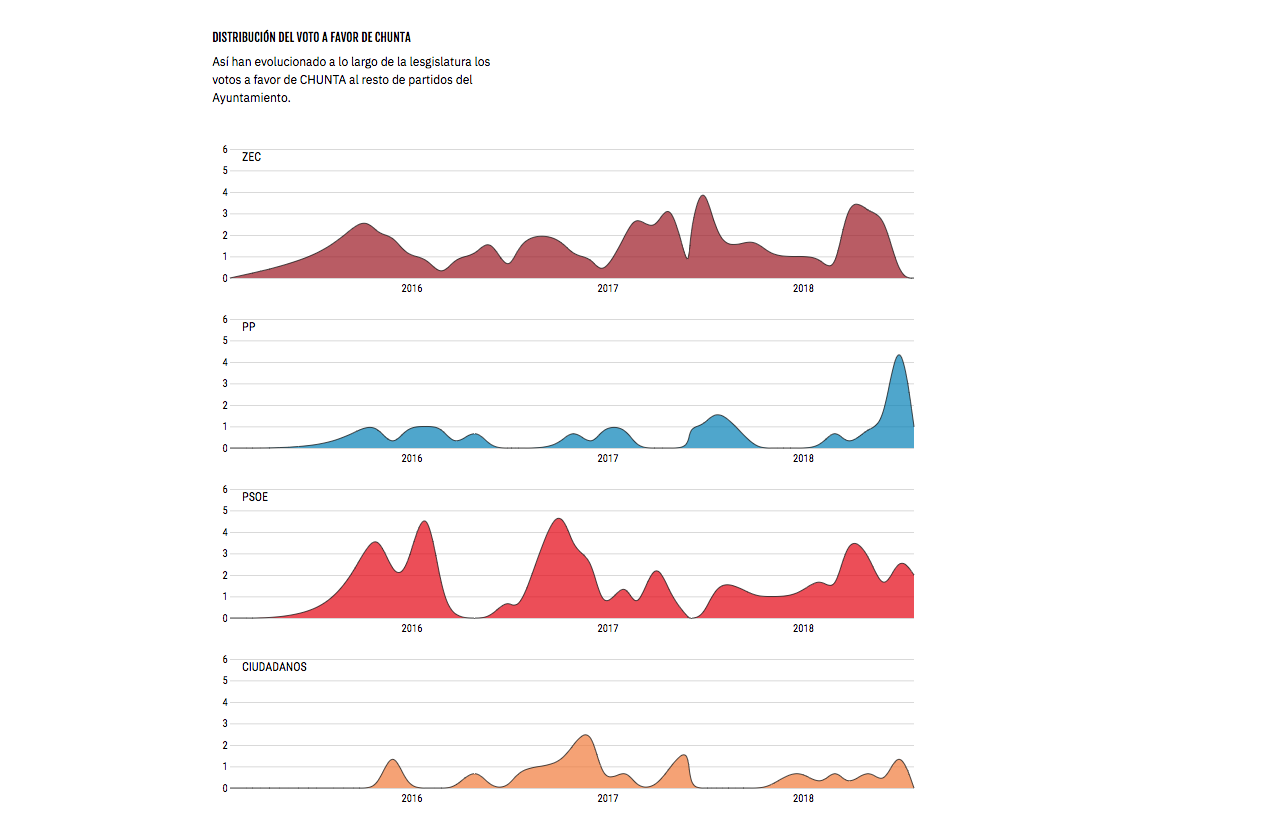 DISTRIBUCIÓN DEL VOTO A FAVOR DE CHUNTA
Así han evolucionado a lo largo de la lesgislatura los
votos a favor de CHUNTA al resto de partidos del
Ayuntamiento.
6
ZEC
5
4
3
2
1
0
2016 2017 2018
6
PP
5
4
3
2
1
0
2016 2017 2018
6
PSOE
5
4
3
2
1
0
2016 2017 2018
6
CIUDADANOS
5
4
3
2
1
0
2016 2017 2018